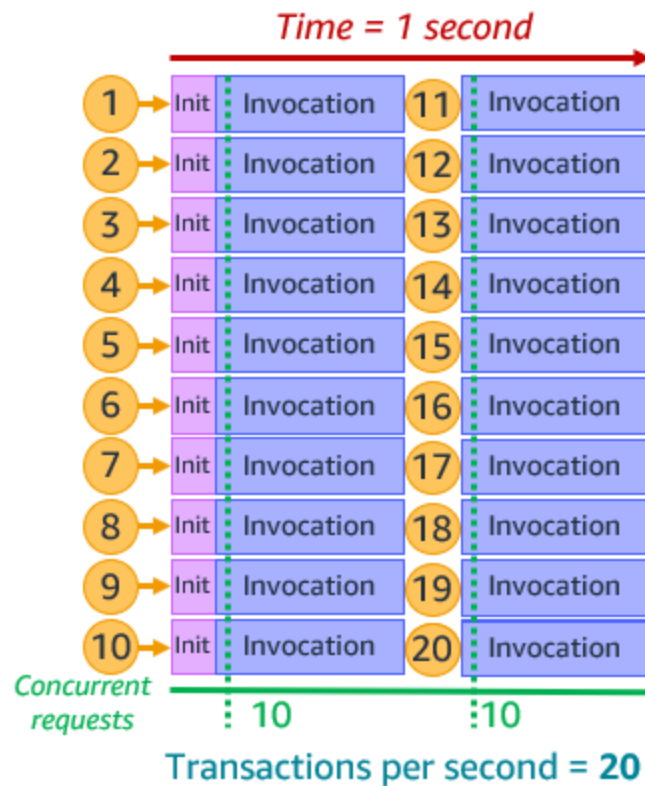 Time = 1 second
1 Init Invocation 11 Invocation
2 Init Invocation 12 Invocation
3 Init Invocation 13 Invocation
4 Init Invocation 14 Invocation
5 Init Invocation 15 Invocation
6 Init Invocation 16 Invocation
7 Init Invocation 17 Invocation
8 Init Invocation 18 Invocation
9 Init Invocation 19 Invocation
10 Init Invocation 20 Invocation
Concurrent
requests
10 10
Transactions per second = 20